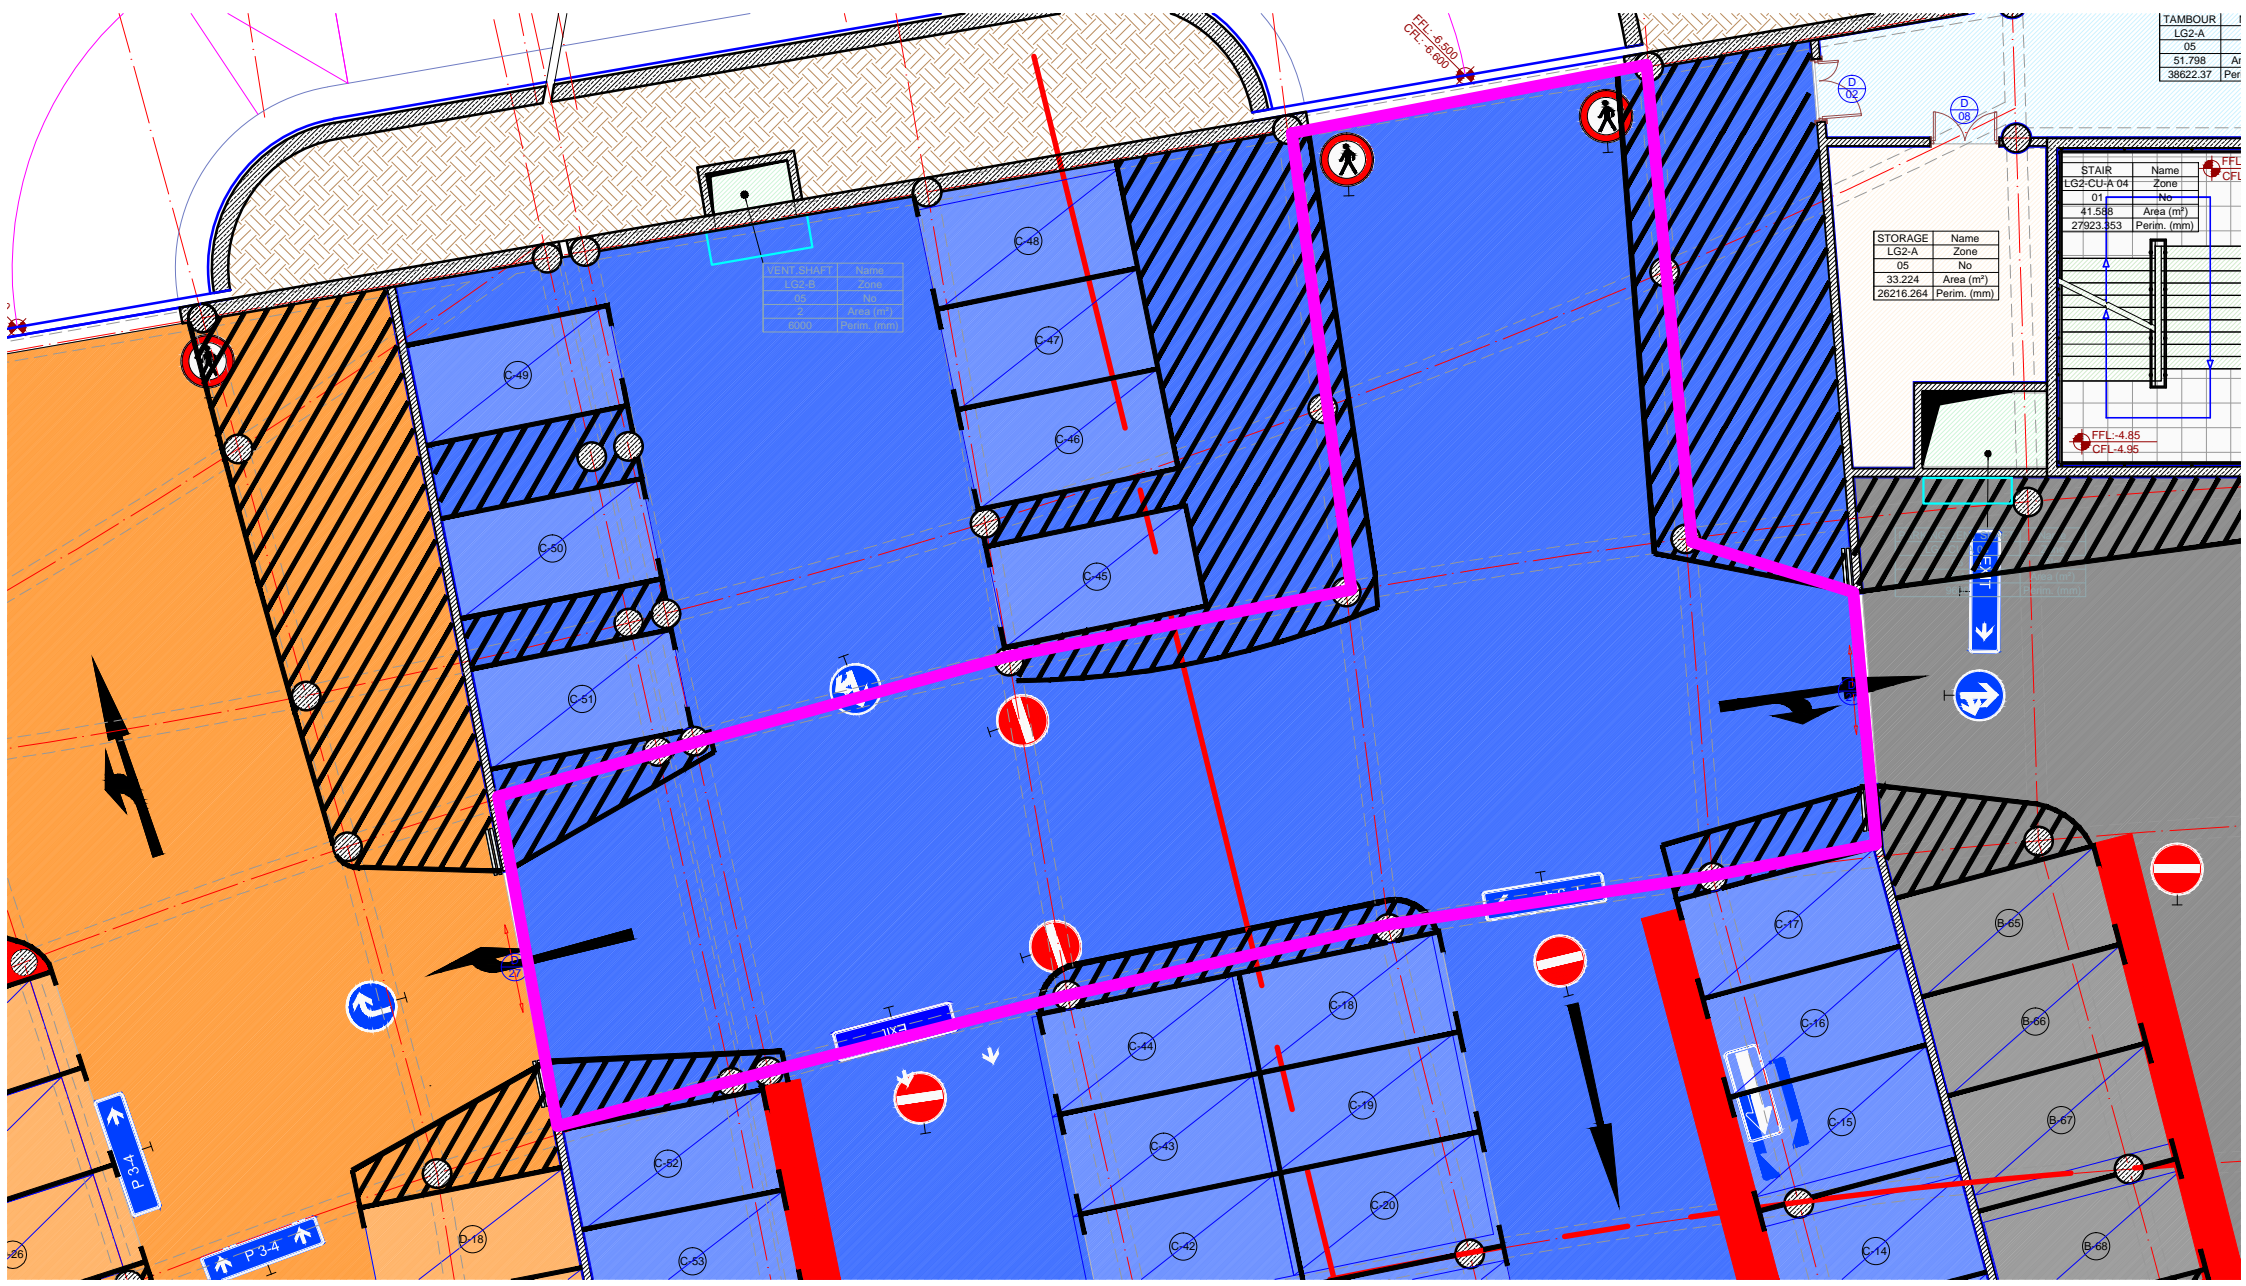 FFL:-6.500
CFL:-6.600
TAMBOUR
LG2-A
05
51.798
38622.37
D
02
D
08
STAIR Name
LG2-CU-A 04 Zone
01 No
41.588 Area (m²)
27923.353 Perim. (mm)
FFL
STORAGE Name
LG2-A Zone
05 No
33.224 Area (m²)
26216.264 Perim. (mm)
VENT.SHAFT Name
LG2-B Zone
05 No
2 Area (m²)
6000 Perim. (mm)
FFL:-4.85
CFL-4.95
EXIT
C-48
C-47
C-46
C-45
C-49
C-50
C-51
27
EXIT
C-17
C-16
C-15
C-14
C-18
C-19
C-20
C-44
C-43
C-42
C-52
C-53
B-65
B-66
B-67
B-68
P 3-4
P 3-4
D-18
-26